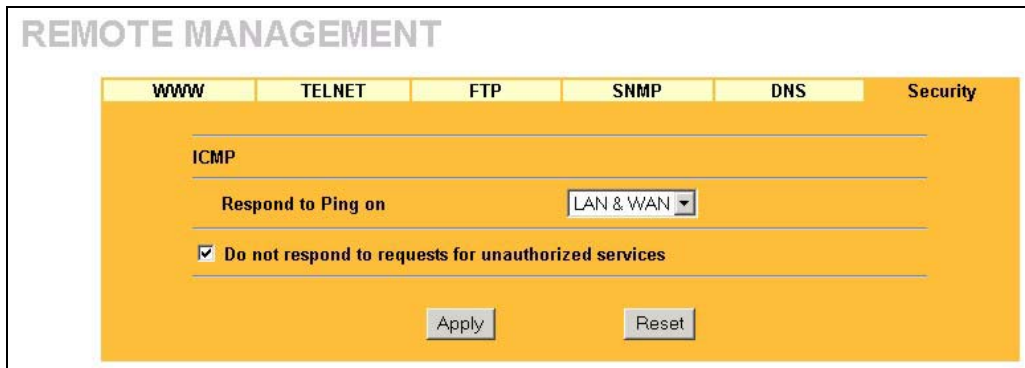 REMOTE MANAGEMENT
WWW TELNET FTP SNMP DNS Security
ICMP
Respond to Ping on LAN & WAN
Do not respond to requests for unauthorized services
Apply Reset